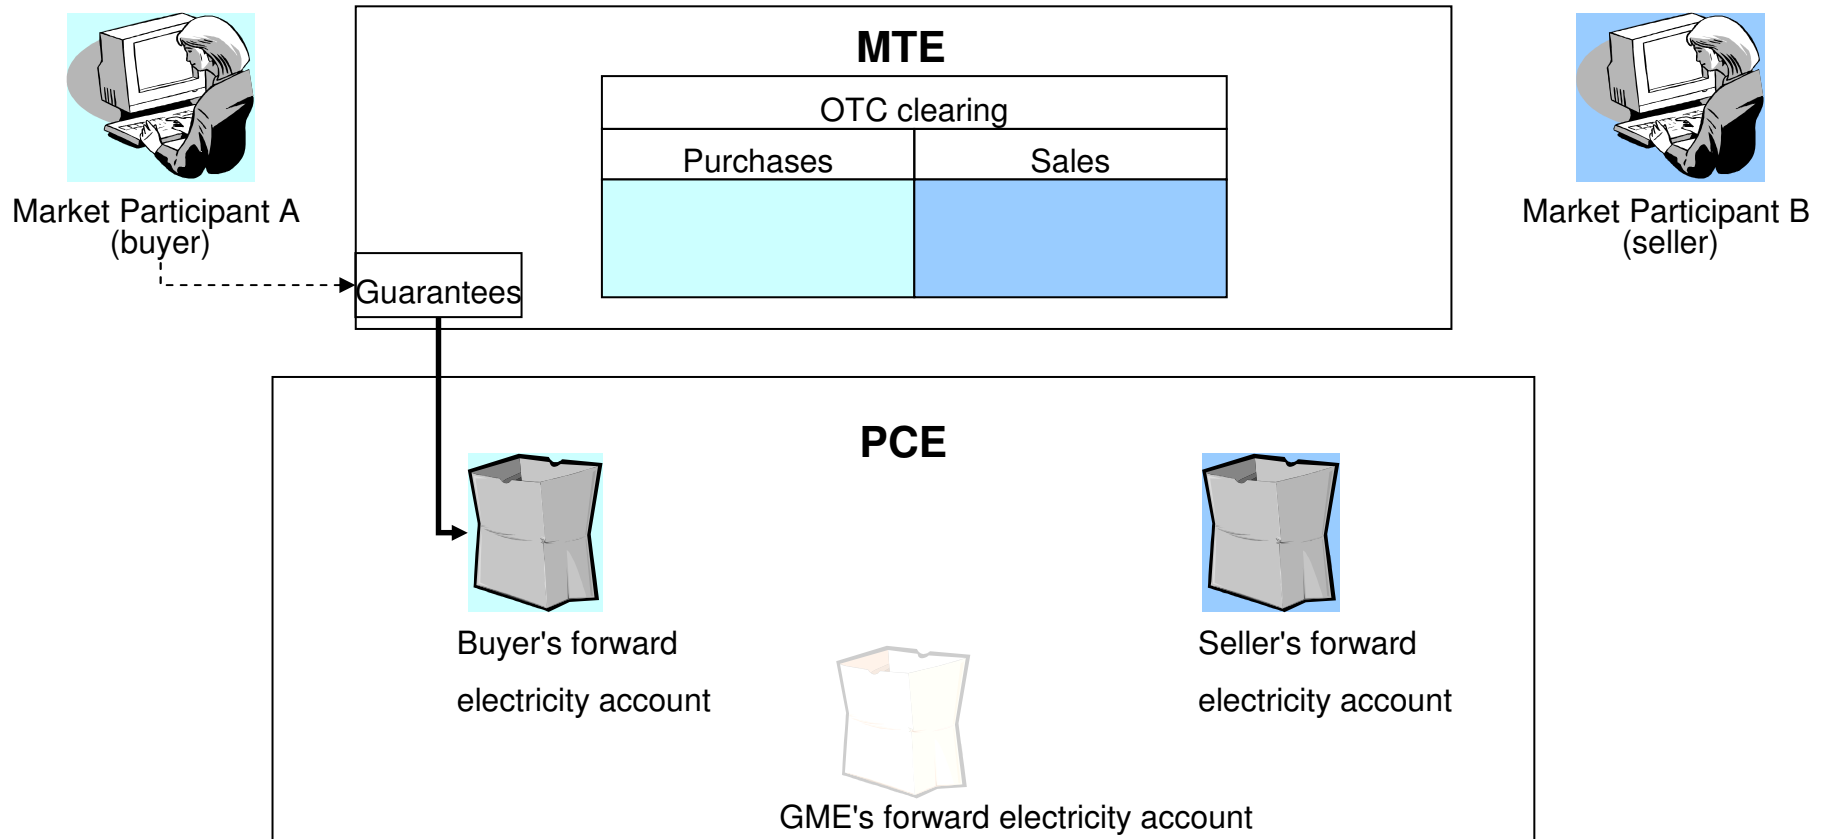 MTE
OTC clearing
Purchases Sales
Market Participant A
(buyer)
Market Participant B
(seller)
Guarantees
PCE
Buyer's forward
electricity account
Seller's forward
electricity account
GME's forward electricity account